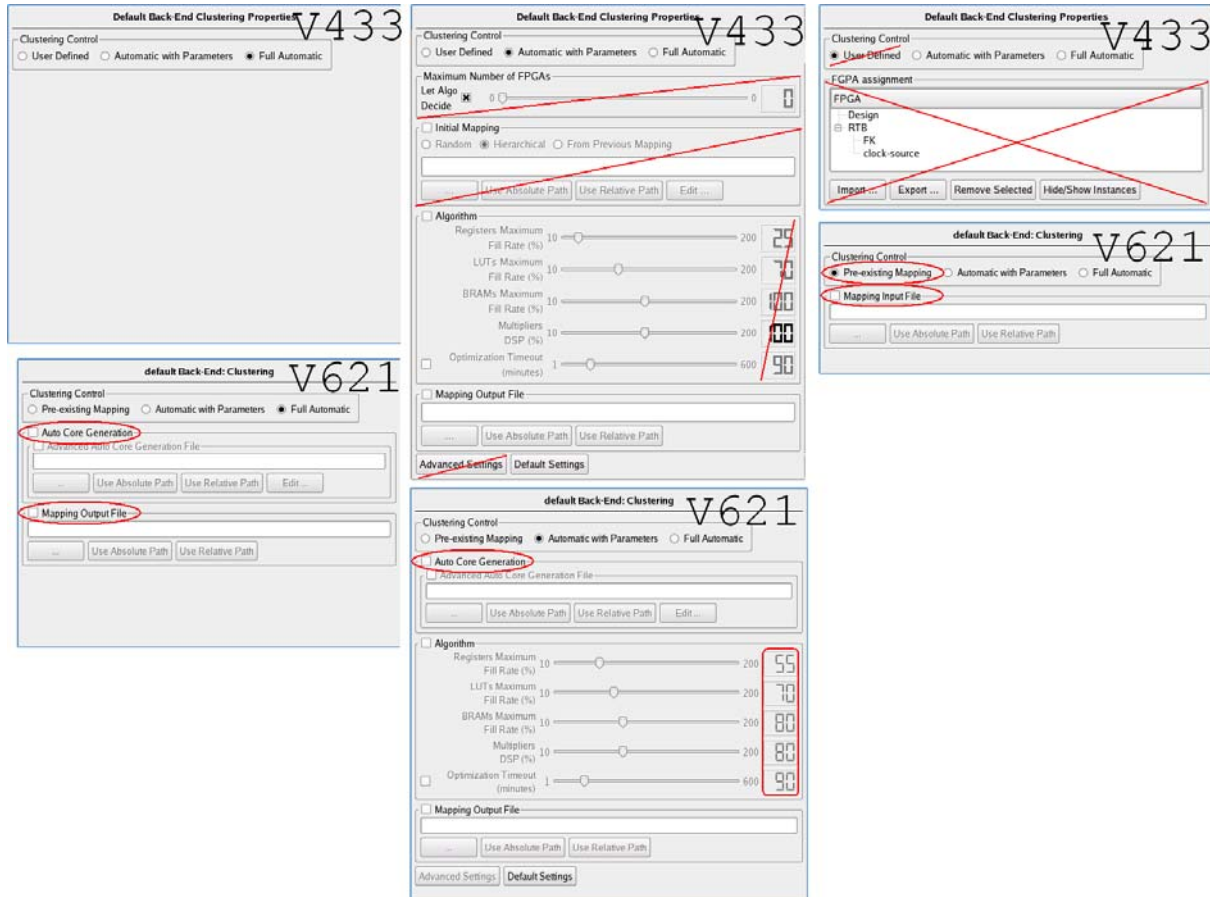 Default Back-End Clustering Properties
V433
Clustering Control
User Defined Automatic with Parameters Full Automatic
default Back-End: Clustering
V621
Clustering Control
Pre-existing Mapping Automatic with Parameters Full Automatic
Auto Core Generation
Advanced Auto Core Generation File
... Use Absolute Path Use Relative Path Edit ...
Mapping Output File
... Use Absolute Path Use Relative Path
Default Back-End Clustering Properties
V433
Clustering Control
User Defined Automatic with Parameters Full Automatic
Maximum Number of FPGAs
Let Algo
Decide 0 0 0
Initial Mapping
Random Hierarchical From Previous Mapping
... Use Absolute Path Use Relative Path Edit ...
Algorithm
Registers Maximum
Fill Rate (%) 10 200 25
LUTs Maximum
Fill Rate (%) 10 200 70
BRAMs Maximum
Fill Rate (%) 10 200 100
Multipliers
DSP (%) 10 200 100
Optimization Timeout
(minutes) 1 600 90
Mapping Output File
... Use Absolute Path Use Relative Path
Advanced Settings Default Settings
default Back-End: Clustering
V621
Clustering Control
Pre-existing Mapping Automatic with Parameters Full Automatic
Auto Core Generation
Advanced Auto Core Generation File
... Use Absolute Path Use Relative Path Edit ...
Algorithm
Registers Maximum
Fill Rate (%) 10 200 55
LUTs Maximum
Fill Rate (%) 10 200 70
BRAMs Maximum
Fill Rate (%) 10 200 80
Multipliers
DSP (%) 10 200 80
Optimization Timeout
(minutes) 1 600 90
Mapping Output File
... Use Absolute Path Use Relative Path
Advanced Settings Default Settings
Default Back-End Clustering Properties
V433
Clustering Control
User Defined Automatic with Parameters Full Automatic
FGPA assignment
FPGA
Design
RTB
FK
clock-source
Import ... Export ... Remove Selected Hide/Show Instances
default Back-End: Clustering
V621
Clustering Control
Pre-existing Mapping Automatic with Parameters Full Automatic
Mapping Input File
... Use Absolute Path Use Relative Path